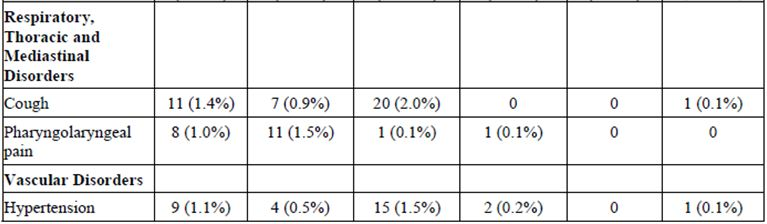 Respiratory,
Thoracic and
Mediastinal
Disorders
Cough 11 (1.4%) 7 (0.9%) 20 (2.0%) 0 0 1 (0.1%)
Pharyngolaryngeal 8 (1.0%) 11 (1.5%) 1 (0.1%) 1 (0.1%) 0 0
pain
Vascular Disorders
Hypertension 9 (1.1%) 4 (0.5%) 15 (1.5%) 2 (0.2%) 0 1 (0.1%)